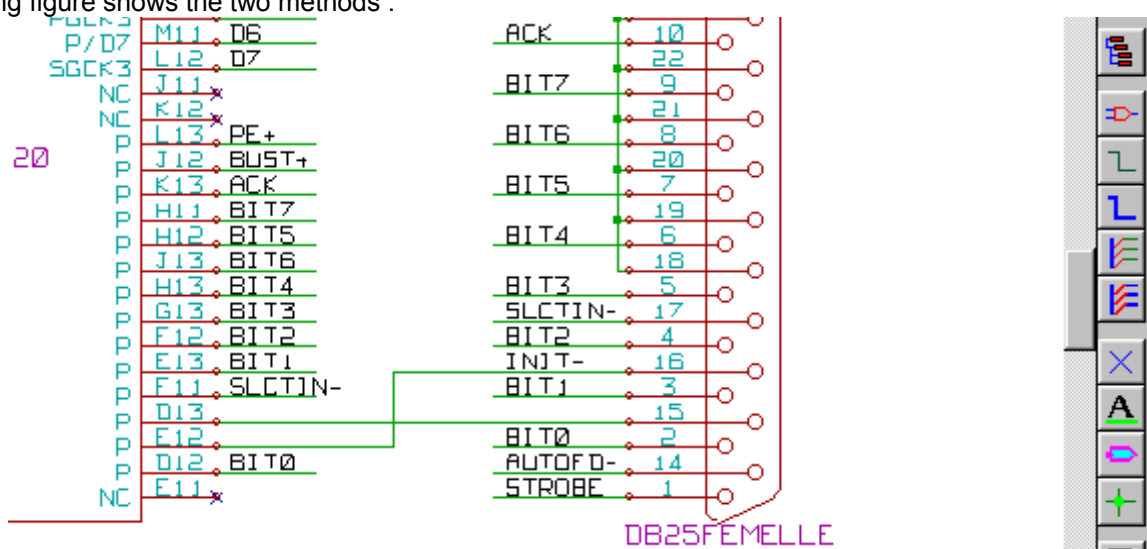 ng figure shows the two methods :
PGCK3
P/D7 M11 D6
SGCK3 L12 D7
NC J11
NC K12
P L13 PE+
20
P J12 BUST+
P K13 ACK
P H11 BIT7
P H12 BIT5
P J13 BIT6
P H13 BIT4
P G13 BIT3
P F12 BIT2
P E13 BIT1
P F11 SLCTIN-
P D13
P E12
P D12 BIT0
NC E11
ACK 10
22
BIT7 9
21
BIT6 8
20
BIT5 7
19
BIT4 6
18
BIT3 5
SLCTIN- 17
BIT2 4
INIT- 16
BIT1 3
15
BIT0 2
AUTOFD- 14
STROBE 1
DB25FEMELLE
A